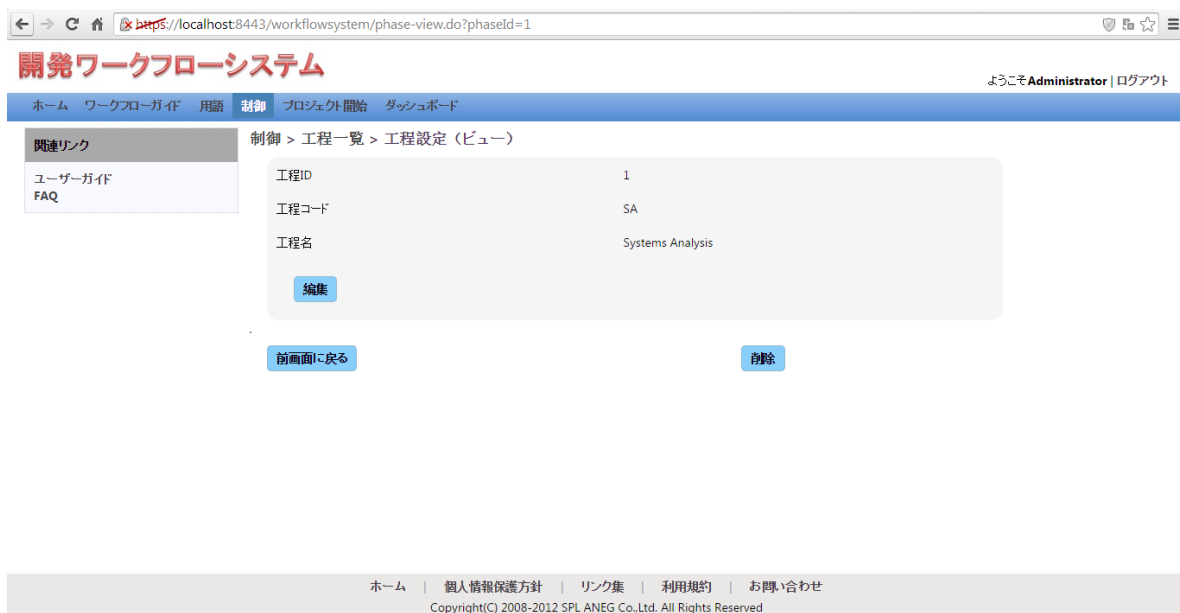 https://localhost:8443/workflowsystem/phase-view.do?phaseId=1
開発ワークフローシステム
ようこそAdministrator | ログアウト
ホーム ワークフローガイド 用語 制御 プロジェクト開始 ダッシュボード
関連リンク
ユーザーガイド
FAQ
制御 > 工程一覧 > 工程設定（ビュー）
工程ID 1
工程コード SA
工程名 Systems Analysis
編集
.
前画面に戻る 削除
ホーム | 個人情報保護方針 | リンク集 | 利用規約 | お問い合わせ
Copyright(C) 2008-2012 SPL ANEG Co.,Ltd. All Rights Reserved